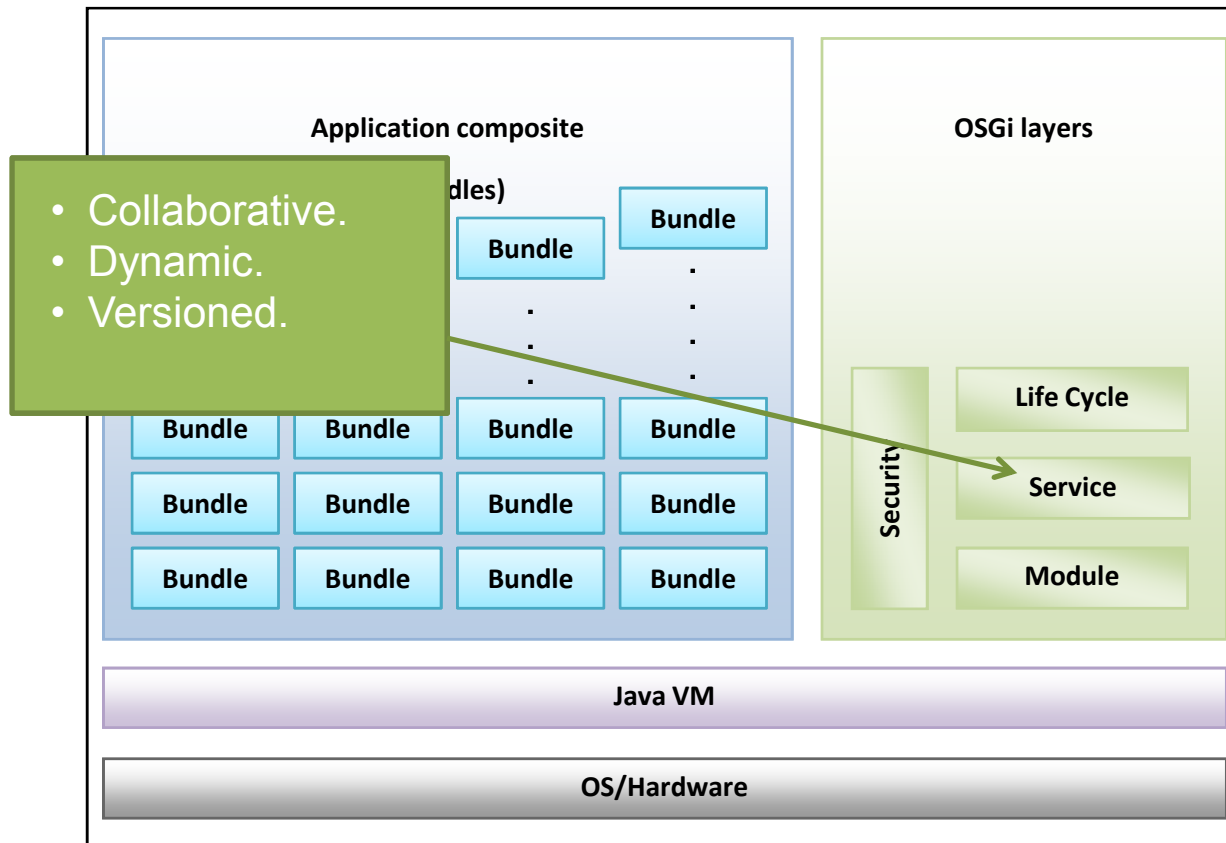 Application composite
OSGi layers
dles)
• Collaborative.
• Dynamic.
• Versioned.
Bundle
Bundle
.
.
.
.
.
.
.
Bundle Bundle Bundle Bundle
Bundle Bundle Bundle Bundle
Bundle Bundle Bundle Bundle
Security
Life Cycle
Service
Module
Java VM
OS/Hardware